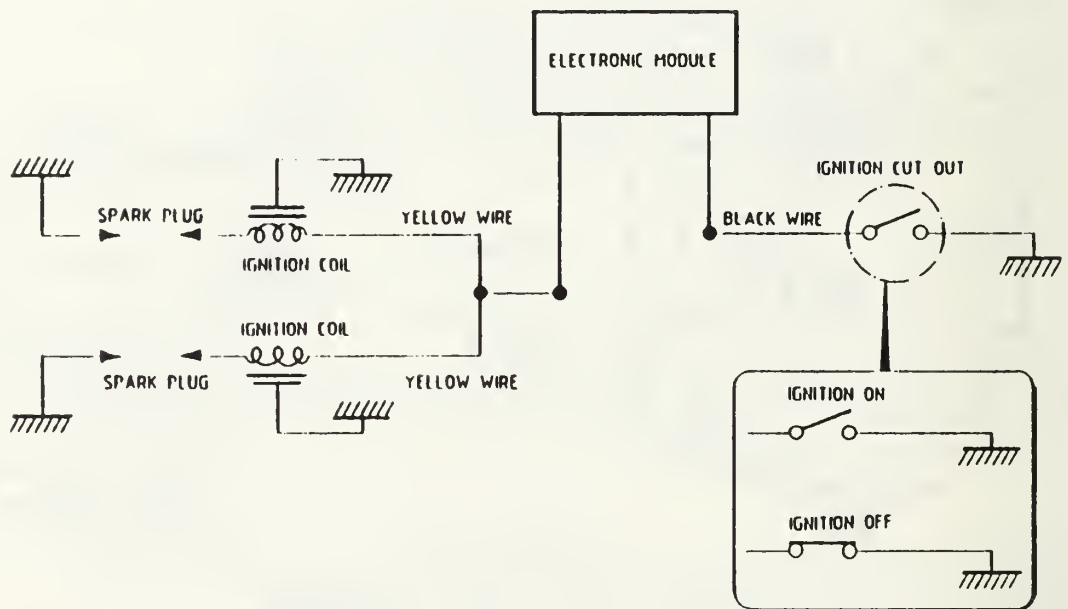 ELECTRONIC MODULE
IGNITION CUT OUT
SPARK PLUG
YELLOW WIRE
BLACK WIRE
IGNITION COIL
IGNITION COIL
SPARK PLUG
YELLOW WIRE
IGNITION ON
IGNITION OFF